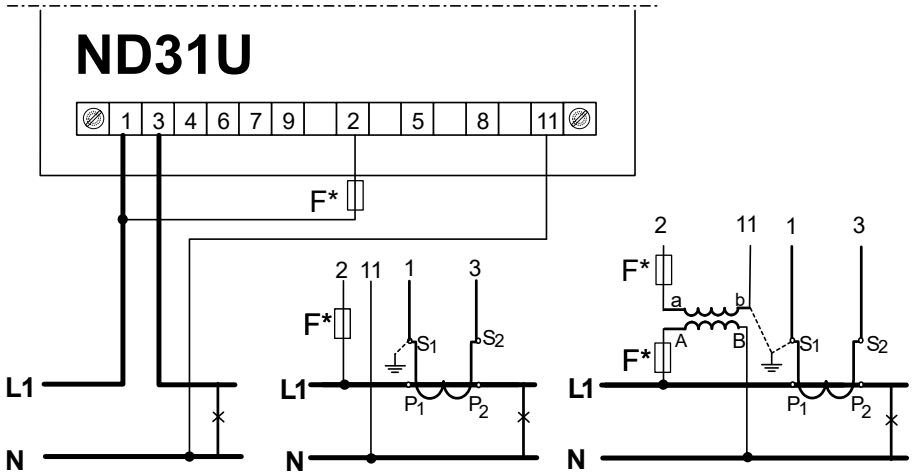 ND31U
1 3 4 6 7 9 2 5 8 11
F*
2 11 1 3
F*
S1 S2
L1
P1 P2
N
2 11 1 3
F*
a b
A B
F*
S1 S2
L1
P1 P2
N
L1
N